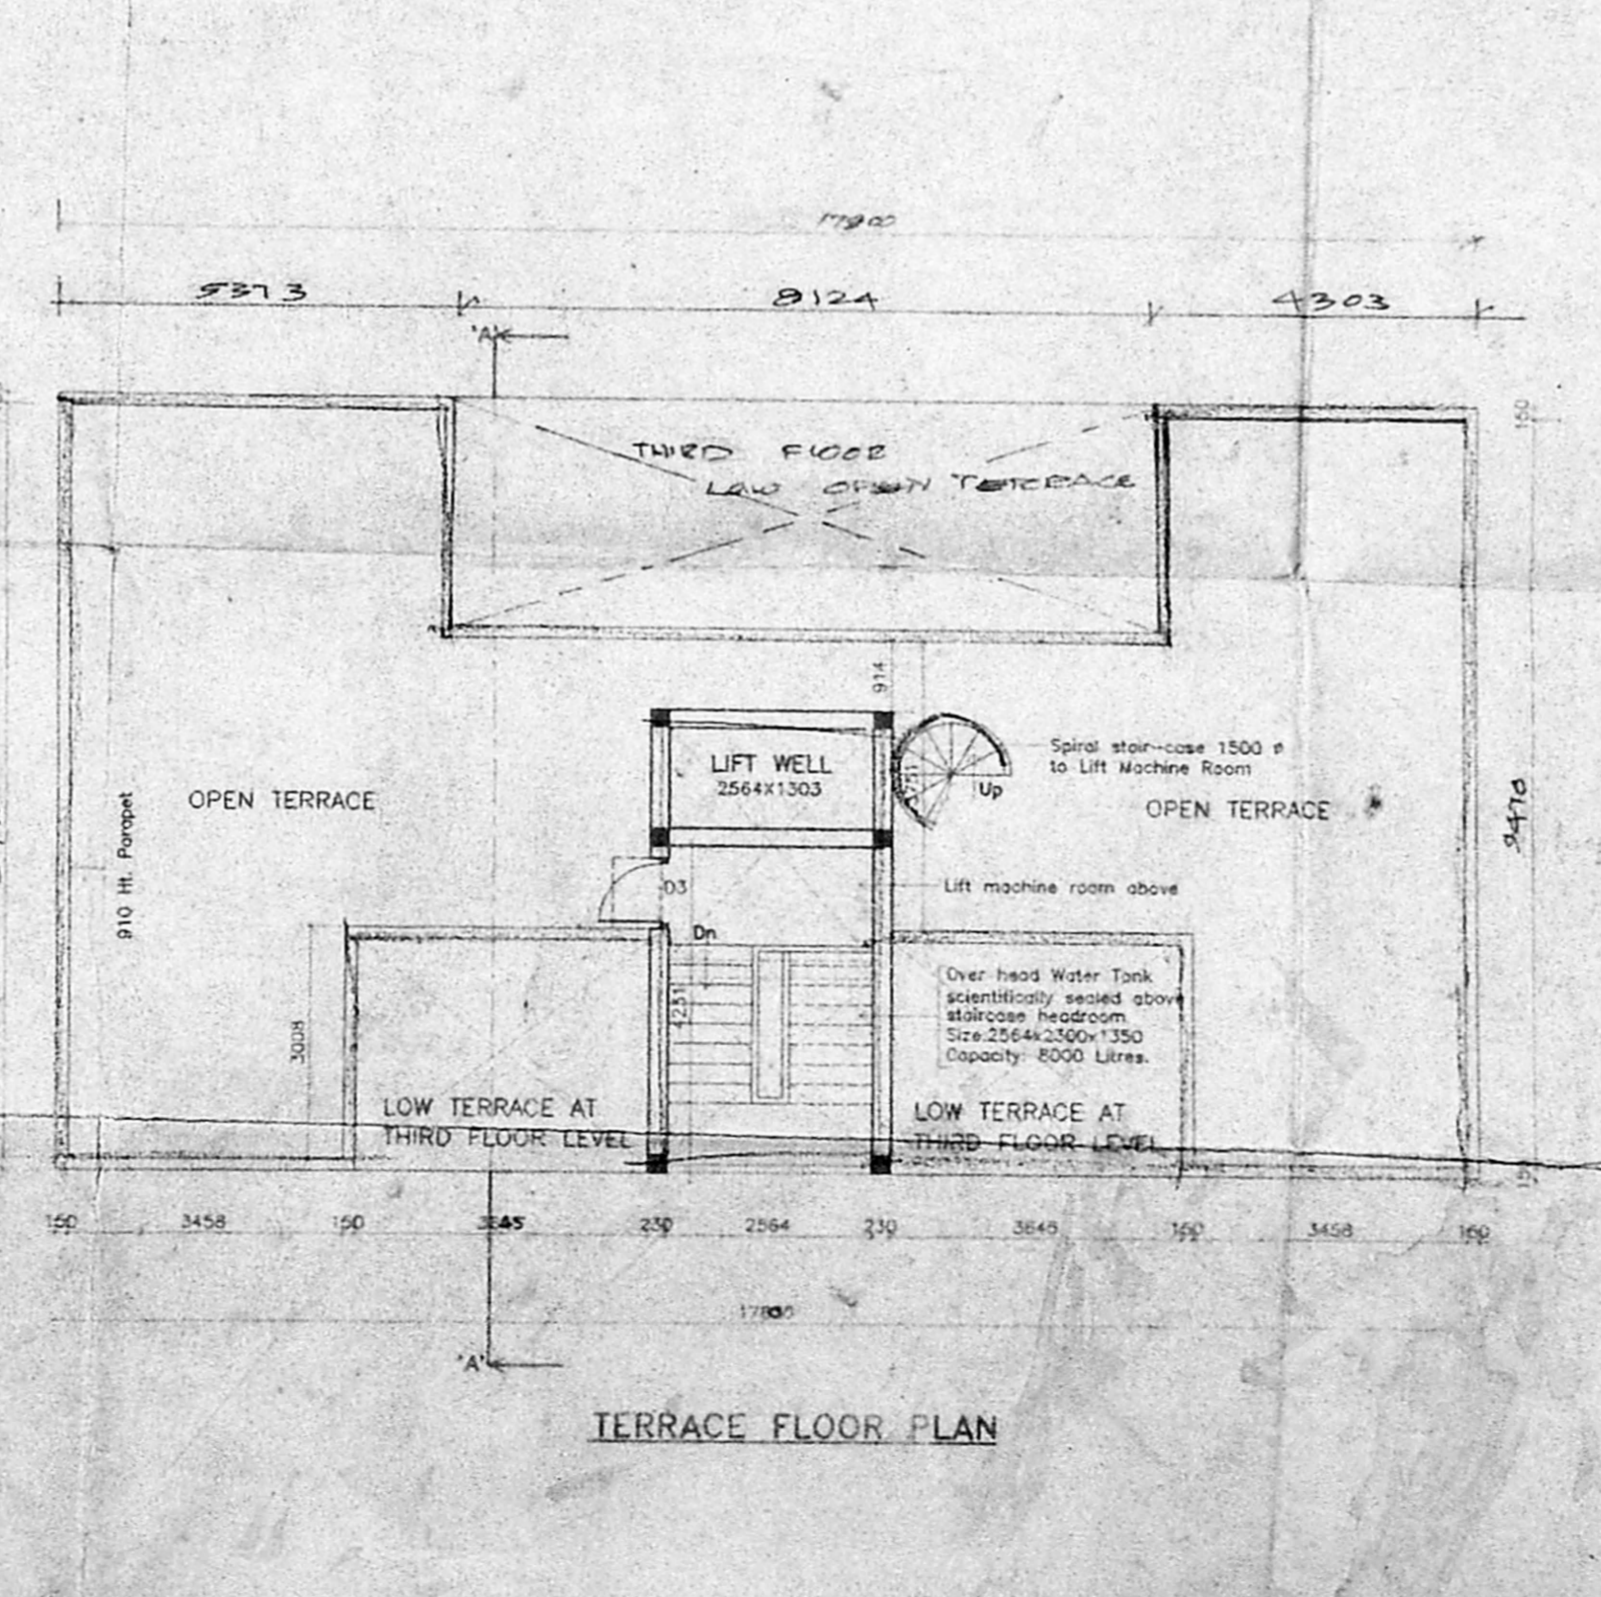 17800
5373 8124 4303
'A'
150
THIRD FLOOR
LOW OPEN TERRACE
914
Spiral stair-case 1500 ø
to Lift Machine Room
LIFT WELL
2564X1303
Up
OPEN TERRACE
OPEN TERRACE
910 Ht. Parapet
9470
D3
Lift machine room above
Dn
Over head Water Tank
scientifically sealed above
staircase headroom
Size:2564x2300x1350
Capacity: 8000 Litres.
4251
3008
LOW TERRACE AT
THIRD FLOOR LEVEL
LOW TERRACE AT
THIRD FLOOR LEVEL
150 3458 150 3645 230 2564 230 3645 150 3458 150
'A'
TERRACE FLOOR PLAN